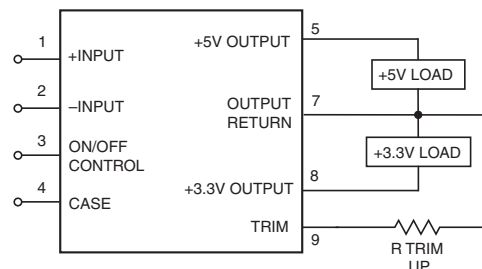 1
+INPUT
2
–INPUT
3
ON/OFF
CONTROL
4
CASE
+5V OUTPUT
5
OUTPUT
RETURN
7
+3.3V OUTPUT
8
TRIM
9
+5V LOAD
+3.3V LOAD
R TRIM
UP